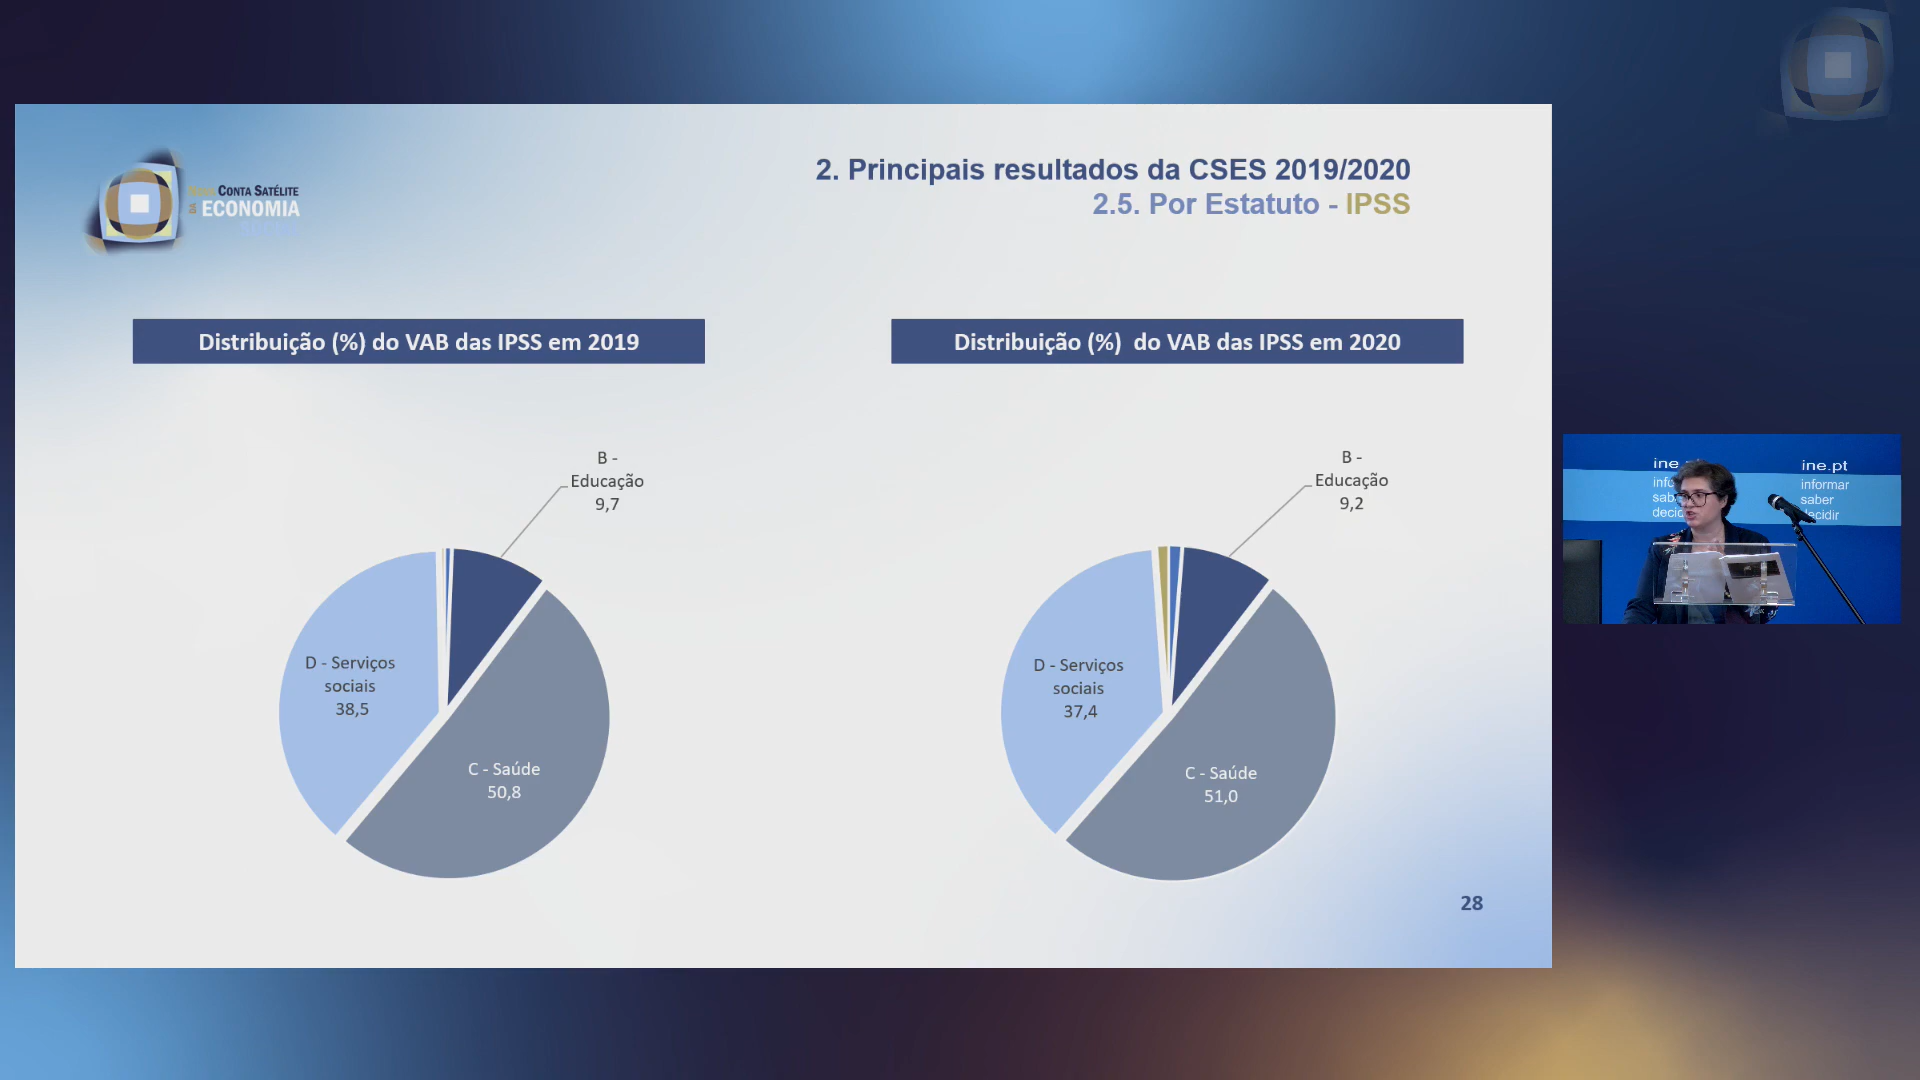 CONTA SATÉLITE
DA ECONOMIA
2. Principais resultados da CSES 2019/2020
2.5. Por Estatuto - IPSS
Distribuição (%) do VAB das IPSS em 2019
B -
Educação
9,7
D - Serviços
sociais
38,5
C - Saúde
50,8
Distribuição (%) do VAB das IPSS em 2020
B -
Educação
9,2
D - Serviços
sociais
37,4
C - Saúde
51,0
28
ine.pt
informar
saber
decidir